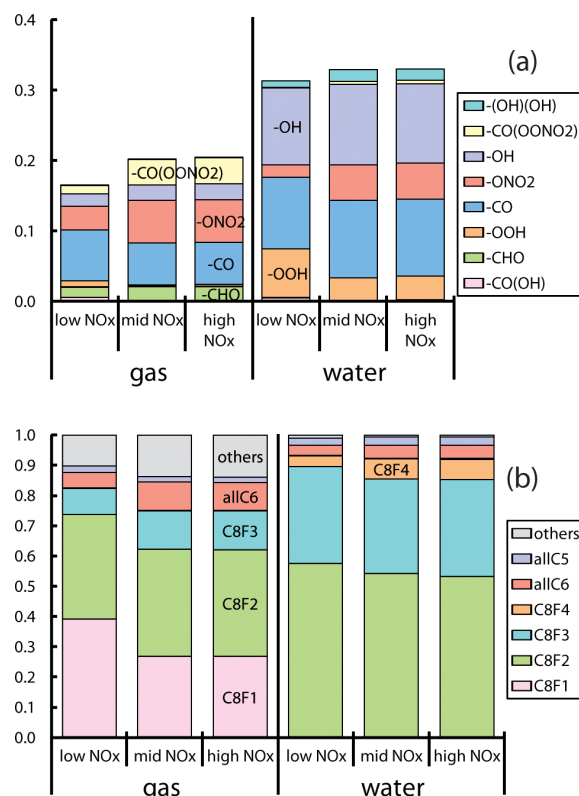 0.4
0.3
0.2
0.1
0.0
(a)
-OH
-CO(OONO2)
-ONO2
-CO
-CHO
-OOH
-(OH)(OH)
-CO(OONO2)
-OH
-ONO2
-CO
-OOH
-CHO
-CO(OH)
low NOx
mid NOx
high
NOx
low NOx
mid NOx
high
NOx
gas
water
1.0
0.9
0.8
0.7
0.6
0.5
0.4
0.3
0.2
0.1
0.0
(b)
others
allC6
C8F3
C8F2
C8F1
C8F4
others
allC5
allC6
C8F4
C8F3
C8F2
C8F1
low NOx
mid NOx
high NOx
low NOx
mid NOx
high NOx
gas
water